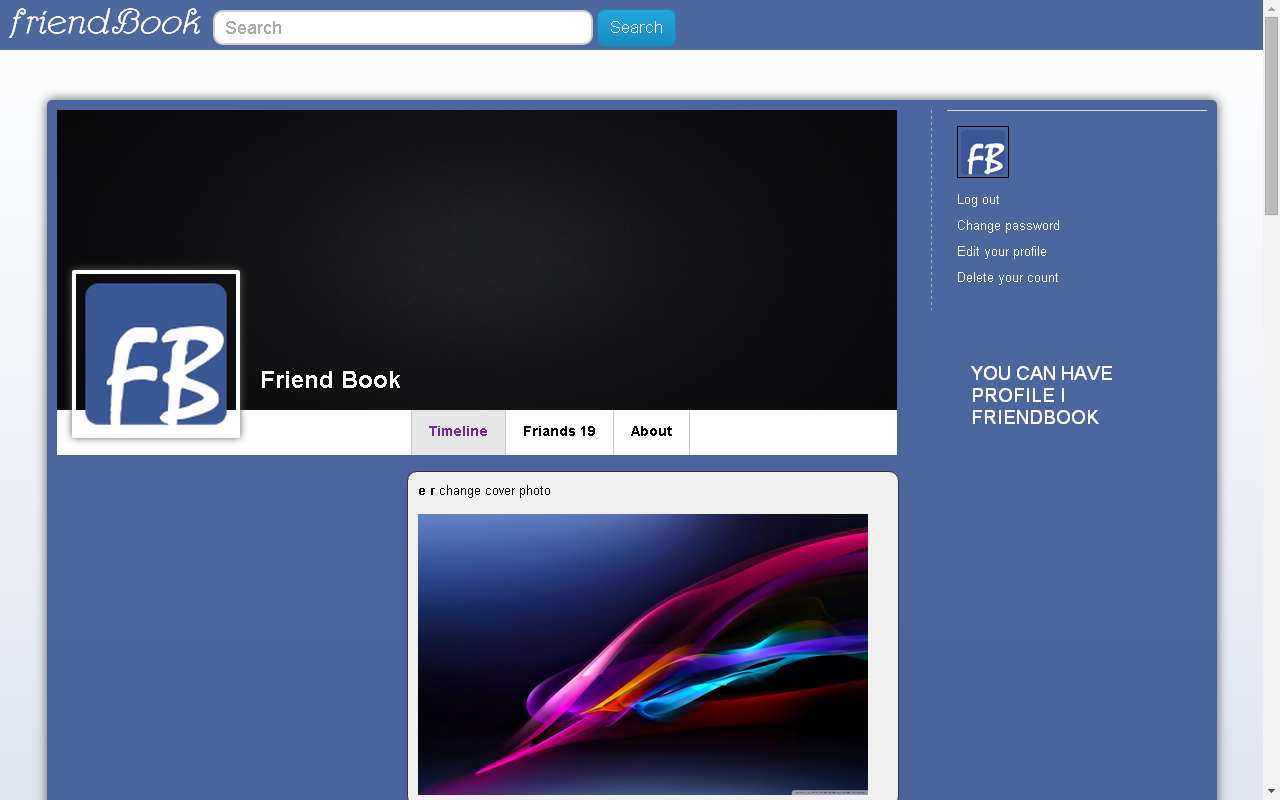 friendBook
Search
Search
FB
Log out
Change password
Edit your profile
Delete your count
FB
Friend Book
YOU CAN HAVE
PROFILE I
FRIENDBOOK
Timeline
Friands 19
About
e r change cover photo